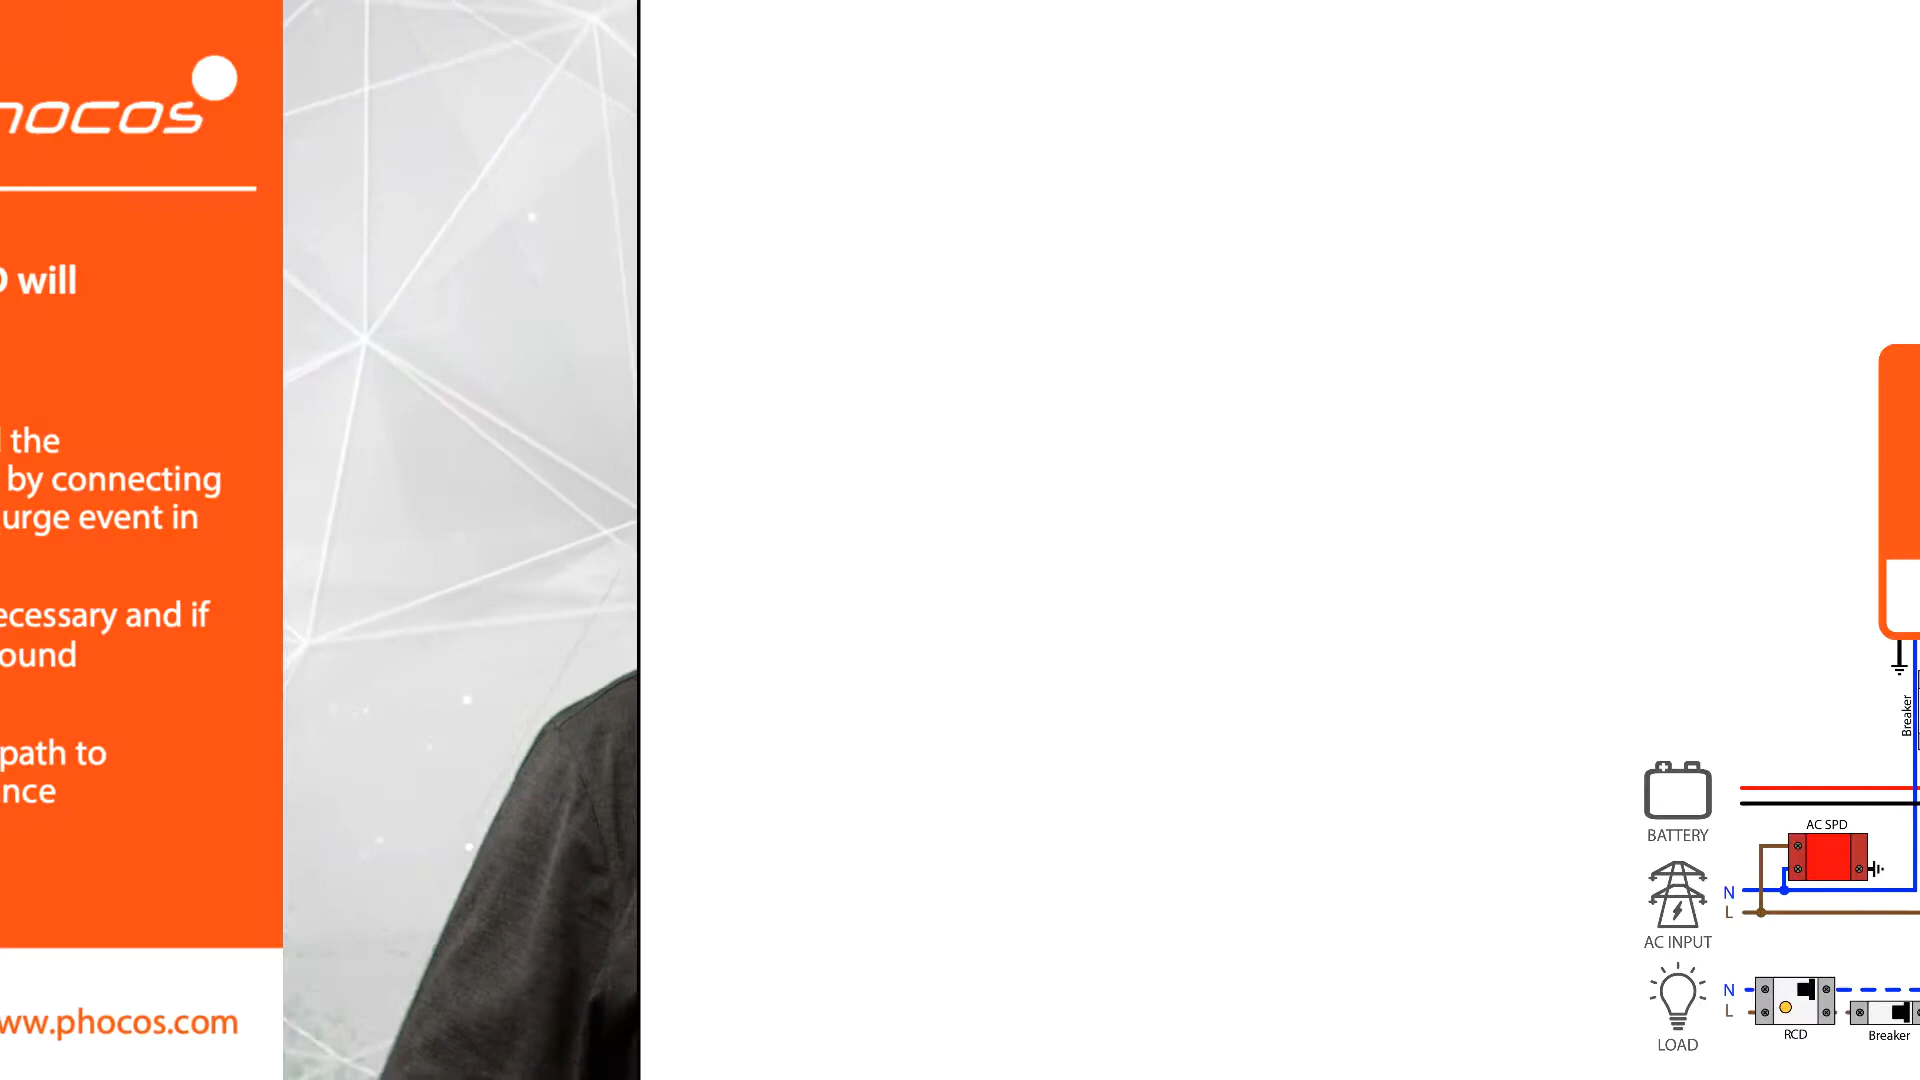 hocos
will
the
by connecting
urge event in
ecessary and if
ound
path to
nce
ww.phocos.com
Breaker
BATTERY
AC SPD
N
L
AC INPUT
N
L
RCD
Breaker
LOAD